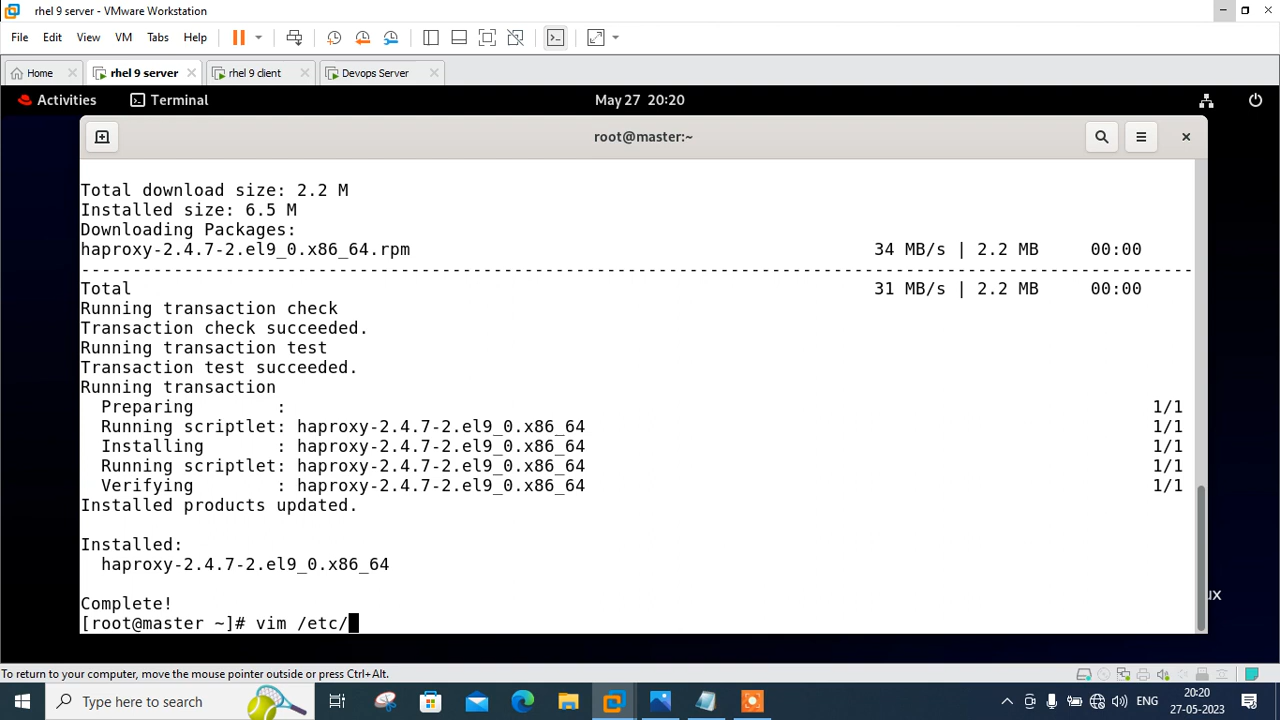 rhel 9 server - VMware Workstation
File Edit View VM Tabs Help
Home rhel 9 server rhel 9 client Devops Server
Activities Terminal May 27 20:20
root@master:~
Total download size: 2.2 M
Installed size: 6.5 M
Downloading Packages:
haproxy-2.4.7-2.el9_0.x86_64.rpm 34 MB/s | 2.2 MB 00:00
--------------------------------------------------------------------------------------------------------------
Total 31 MB/s | 2.2 MB 00:00
Running transaction check
Transaction check succeeded.
Running transaction test
Transaction test succeeded.
Running transaction
Preparing : 1/1
Running scriptlet: haproxy-2.4.7-2.el9_0.x86_64 1/1
Installing : haproxy-2.4.7-2.el9_0.x86_64 1/1
Running scriptlet: haproxy-2.4.7-2.el9_0.x86_64 1/1
Verifying : haproxy-2.4.7-2.el9_0.x86_64 1/1
Installed products updated.
Installed:
haproxy-2.4.7-2.el9_0.x86_64
ux
Complete!
[root@master ~]# vim /etc/
To return to your computer, move the mouse pointer outside or press Ctrl+Alt.
Type here to search
ENG
20:20
27-05-2023